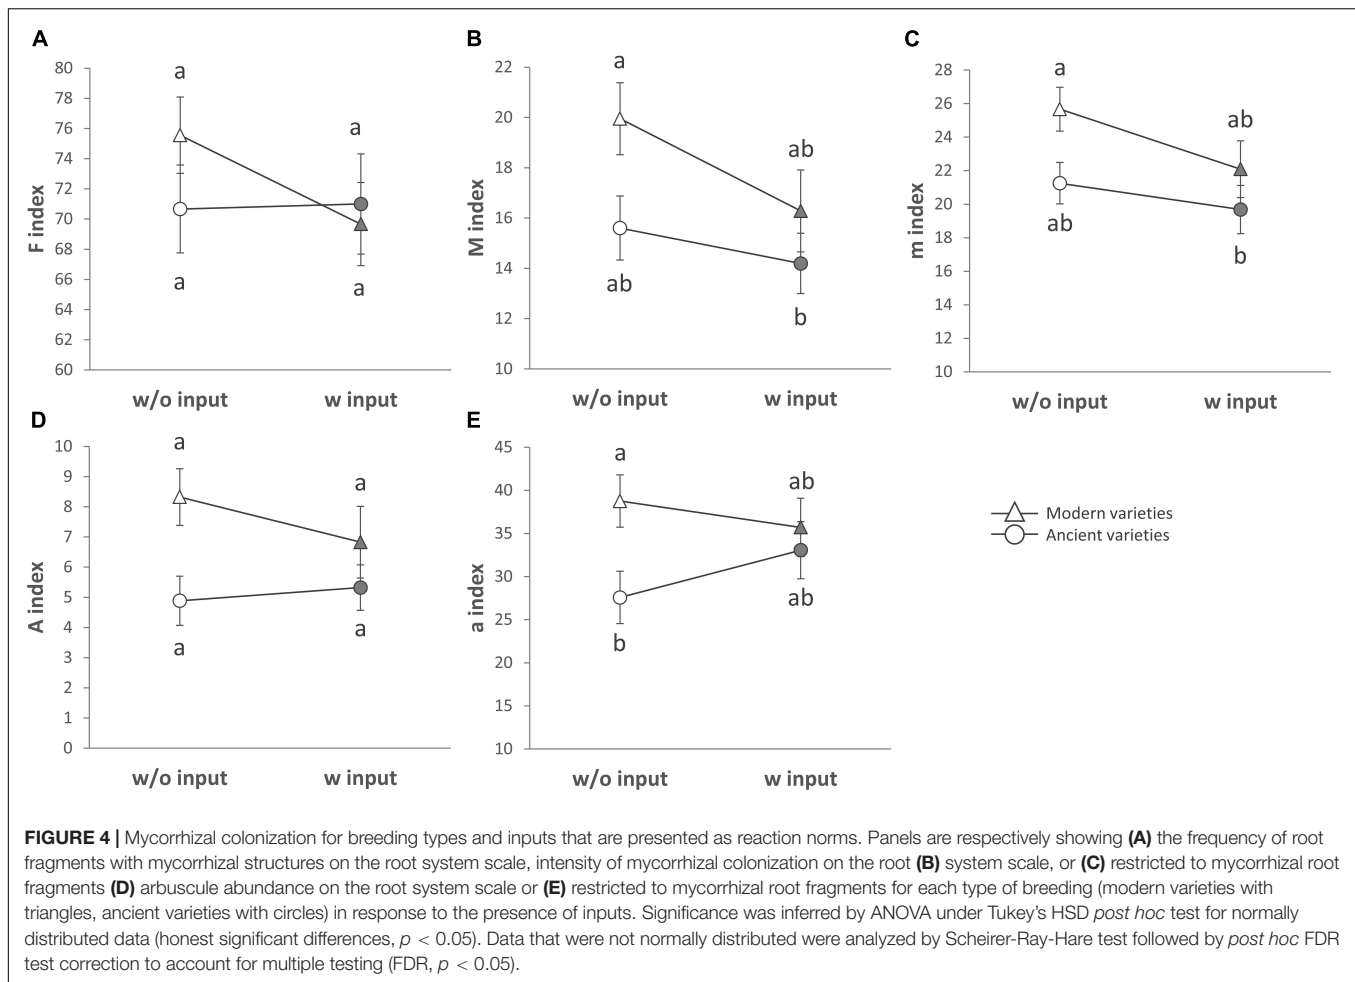 A
80
78
76
74
72
70
68
66
64
62
60
F index
a
a
a
a
w/o input
w input
B
22
20
18
16
14
12
10
M index
a
ab
ab
b
w/o input
w input
C
28
26
24
22
20
18
16
14
12
10
m index
a
ab
ab
b
w/o input
w input
D
10
9
8
7
6
5
4
3
2
1
0
A index
a
a
a
a
w/o input
w input
E
45
40
35
30
25
20
15
10
a index
a
ab
b
ab
w/o input
w input
Modern varieties
Ancient varieties
FIGURE 4 | Mycorrhizal colonization for breeding types and inputs that are presented as reaction norms. Panels are respectively showing (A) the frequency of root
fragments with mycorrhizal structures on the root system scale, intensity of mycorrhizal colonization on the root (B) system scale, or (C) restricted to mycorrhizal root
fragments (D) arbuscule abundance on the root system scale or (E) restricted to mycorrhizal root fragments for each type of breeding (modern varieties with
triangles, ancient varieties with circles) in response to the presence of inputs. Significance was inferred by ANOVA under Tukey's HSD post hoc test for normally
distributed data (honest significant differences, p < 0.05). Data that were not normally distributed were analyzed by Scheirer-Ray-Hare test followed by post hoc FDR
test correction to account for multiple testing (FDR, p < 0.05).